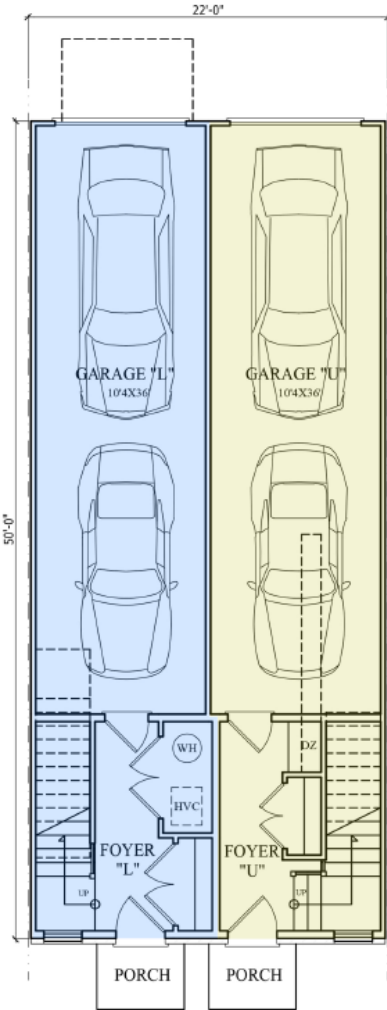 22'-0"
50'-0"
GARAGE "L"
10'4X36'
GARAGE "U"
10'4X36'
WH
DZ
HVC
FOYER
"L"
FOYER
"U"
UP
UP
PORCH
PORCH